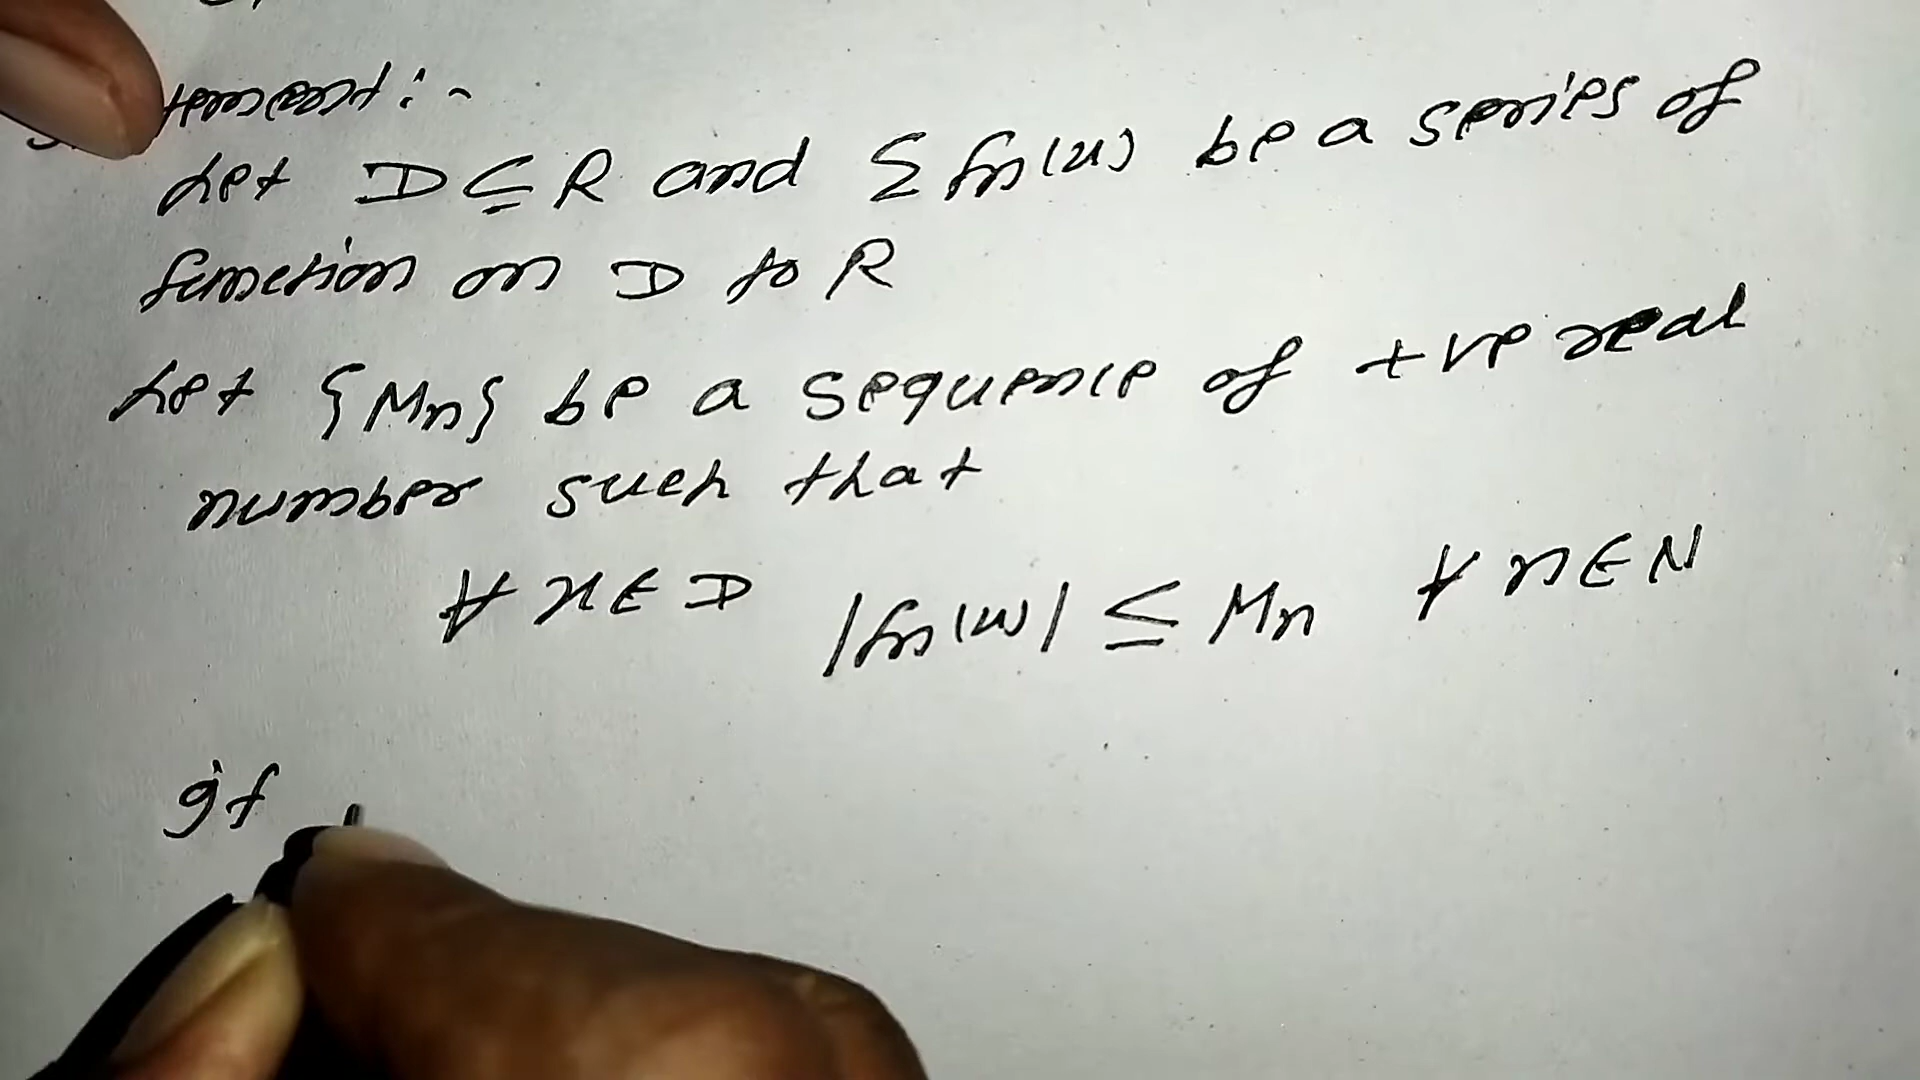 tement :-
Let D ⊆ R and Σ fn(x) be a series of
function on D to R
Let {Mn} be a sequence of +ve real
number such that
∀ x ∈ D |fn(x)| ≤ Mn ∀ n ∈ N
If